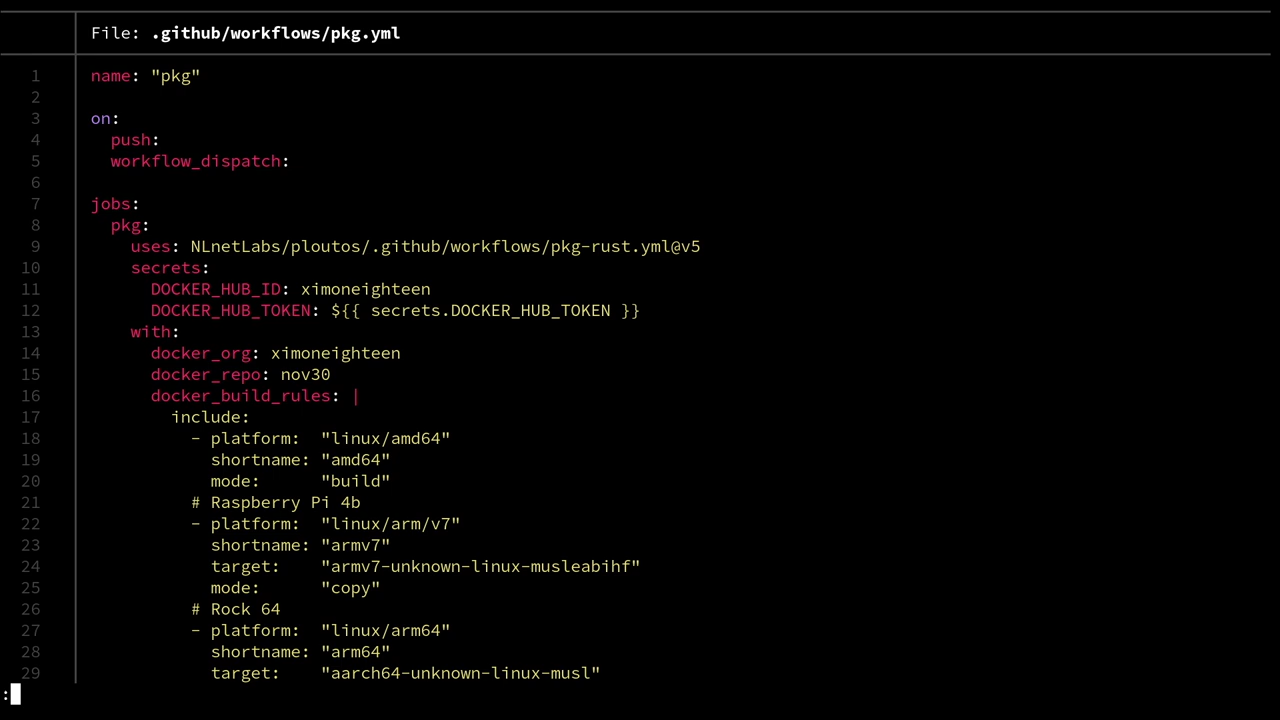 File: .github/workflows/pkg.yml
1 name: "pkg"
2
3 on:
4   push:
5   workflow_dispatch:
6
7 jobs:
8   pkg:
9     uses: NLnetLabs/ploutos/.github/workflows/pkg-rust.yml@v5
10     secrets:
11       DOCKER_HUB_ID: ximoneighteen
12       DOCKER_HUB_TOKEN: ${{ secrets.DOCKER_HUB_TOKEN }}
13     with:
14       docker_org: ximoneighteen
15       docker_repo: nov30
16       docker_build_rules: |
17         include:
18           - platform:  "linux/amd64"
19             shortname: "amd64"
20             mode:      "build"
21           # Raspberry Pi 4b
22           - platform:  "linux/arm/v7"
23             shortname: "armv7"
24             target:    "armv7-unknown-linux-musleabihf"
25             mode:      "copy"
26           # Rock 64
27           - platform:  "linux/arm64"
28             shortname: "arm64"
29             target:    "aarch64-unknown-linux-musl"
: